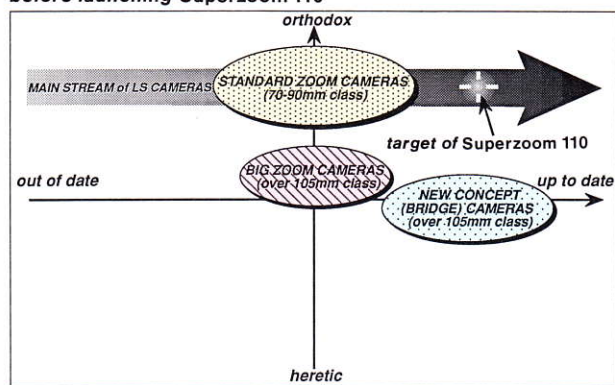 before launching Superzoom 110
orthodox
MAIN STREAM of LS CAMERAS
STANDARD ZOOM CAMERAS
(70-90mm class)
target of Superzoom 110
BIG ZOOM CAMERAS
(over 105mm class)
out of date
up to date
NEW CONCEPT
(BRIDGE) CAMERAS
(over 105mm class)
heretic